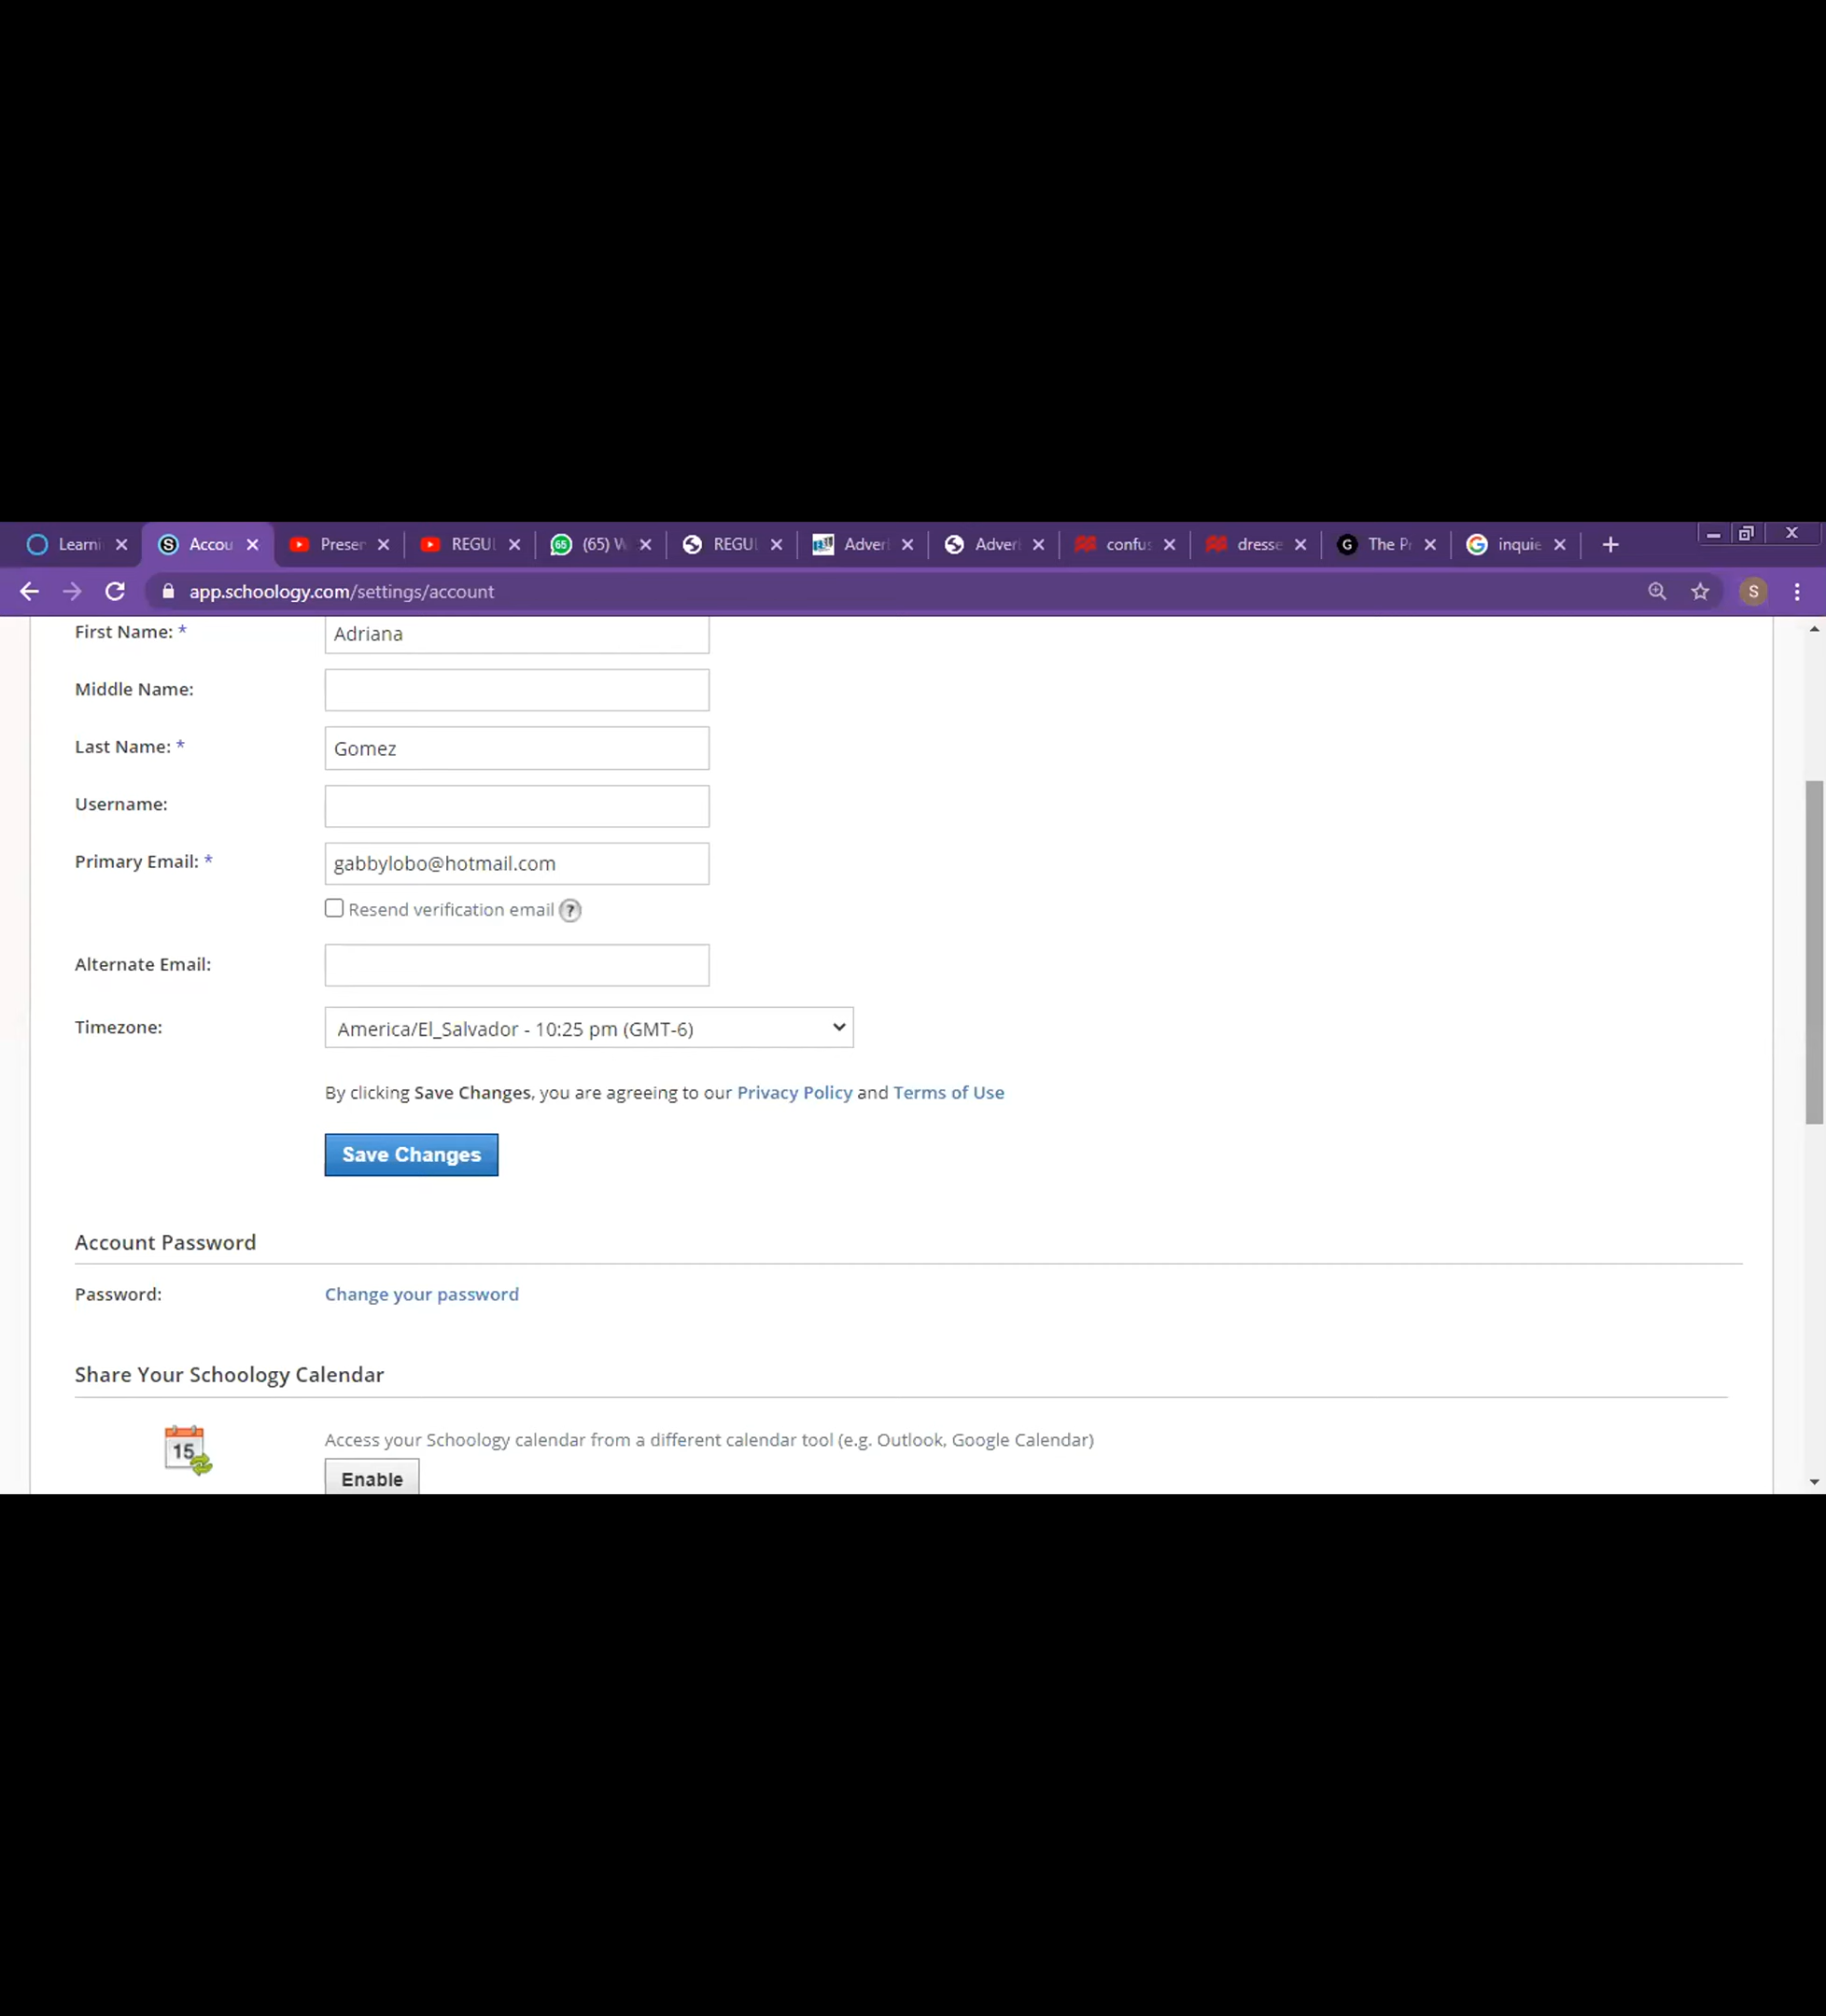 Learni Accou Preser REGUL (65) W REGUL Adver Adver confus dresse The P inquie
app.schoology.com/settings/account
S
First Name: * Adriana
Middle Name:
Last Name: * Gomez
Username:
Primary Email: * gabbylobo@hotmail.com
Resend verification email ?
Alternate Email:
Timezone: America/El_Salvador - 10:25 pm (GMT-6)
By clicking Save Changes, you are agreeing to our Privacy Policy and Terms of Use
Save Changes
Account Password
Password: Change your password
Share Your Schoology Calendar
15
Access your Schoology calendar from a different calendar tool (e.g. Outlook, Google Calendar)
Enable